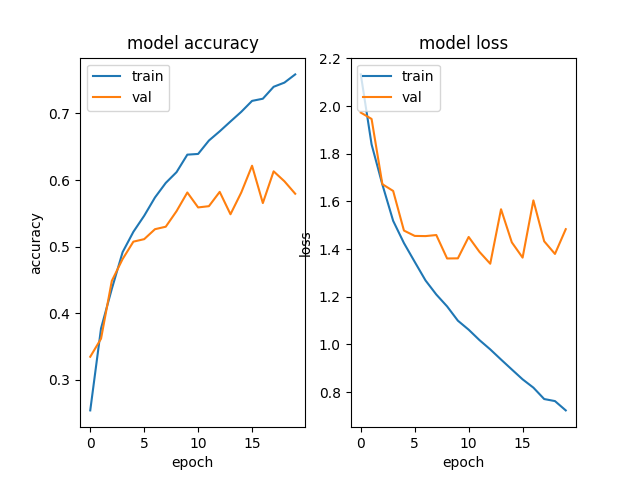 model accuracy
train
val
0.7
0.6
0.5
0.4
0.3
accuracy
0
5
10
15
epoch
model loss
train
val
2.2
2.0
1.8
1.6
1.4
1.2
1.0
0.8
loss
0
5
10
15
epoch